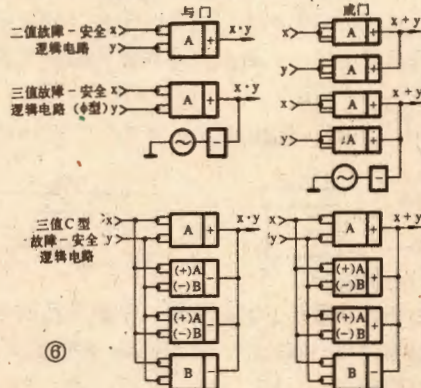 与门
或门
二值故障-安全
逻辑电路
x
y
A
+
x·y
x
A
+
x+y
y
A
+
三值故障-安全
逻辑电路(φ型)
x
y
A
+
x·y
−
x
A
+
x+y
y
A
+
−
三值C型
故障-安全
逻辑电路
x
y
A
+
x·y
(+)A
(−)B
−
(+)A
(−)B
+
B
−
x
y
A
+
x+y
(+)A
(−)B
+
(+)A
(−)B
+
B
−
⑥